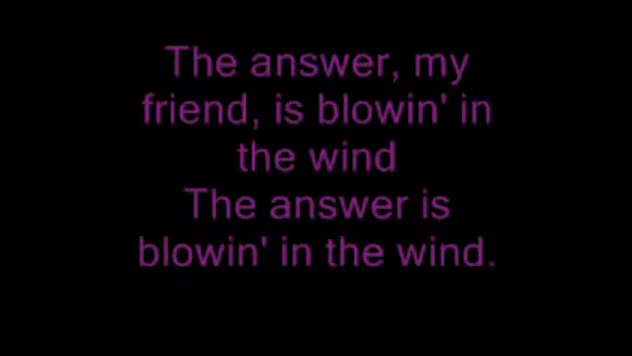 The answer, my
friend, is blowin' in
the wind
The answer is
blowin' in the wind.